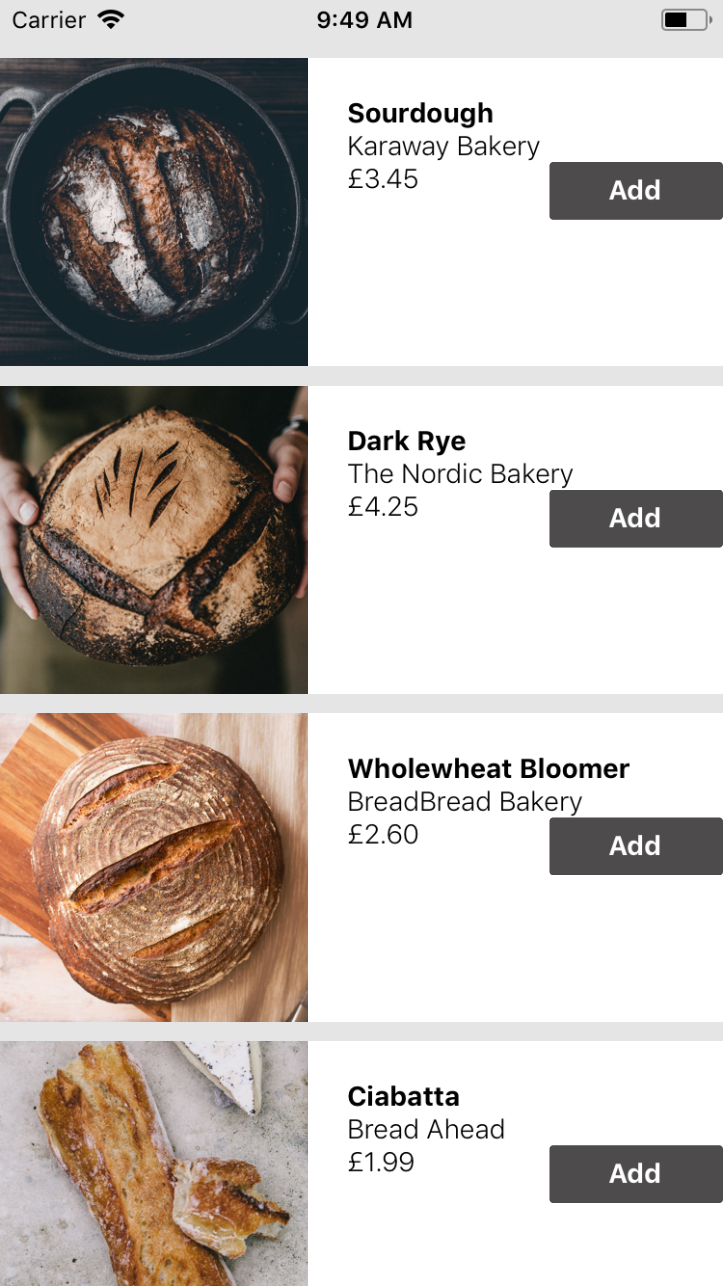 Carrier 9:49 AM
Sourdough
Karaway Bakery
£3.45
Add
Dark Rye
The Nordic Bakery
£4.25
Add
Wholewheat Bloomer
BreadBread Bakery
£2.60
Add
Ciabatta
Bread Ahead
£1.99
Add